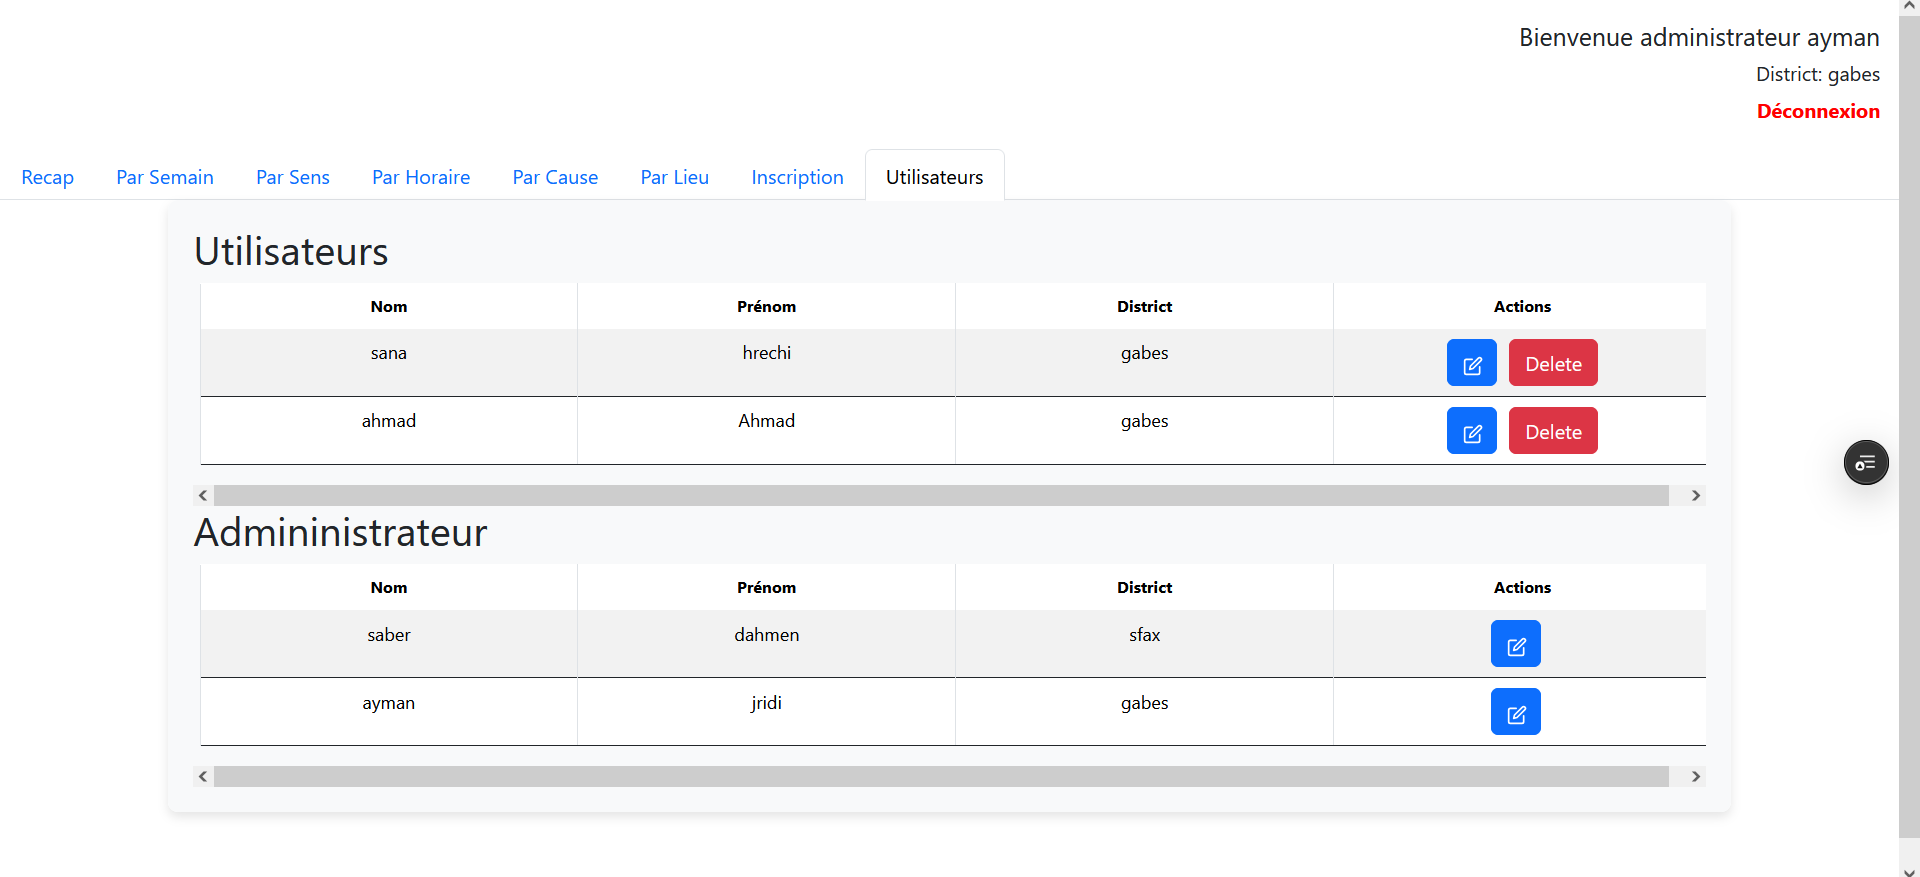 Bienvenue administrateur ayman
District: gabes
Déconnexion
Recap Par Semain Par Sens Par Horaire Par Cause Par Lieu Inscription Utilisateurs
Utilisateurs
Nom Prénom District Actions
sana hrechi gabes Delete
ahmad Ahmad gabes Delete
Admininistrateur
Nom Prénom District Actions
saber dahmen sfax
ayman jridi gabes